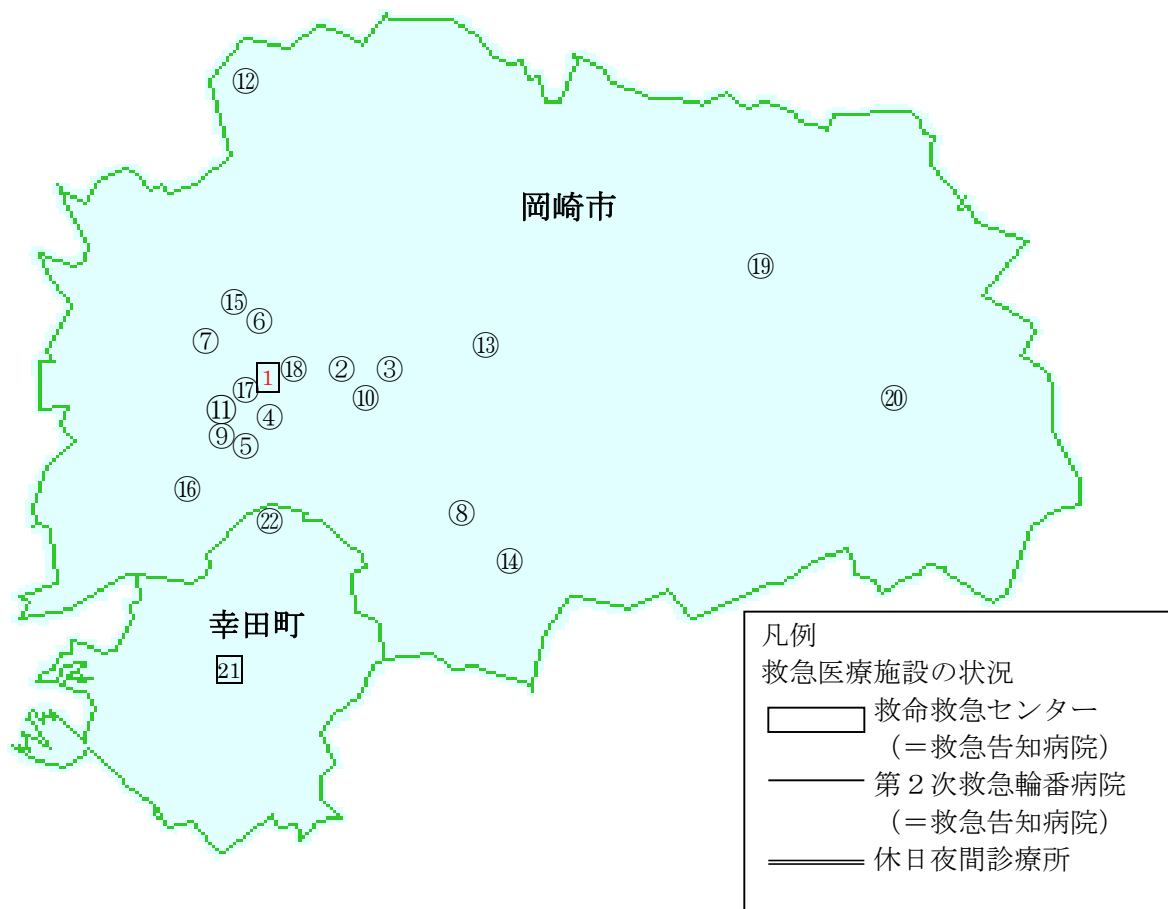 ⑫
岡崎市
⑲
⑮
⑥
⑦
⑬
1
⑱
②
③
⑰
⑩
⑳
⑪
④
⑨
⑤
⑯
⑧
㉒
⑭
幸田町
21
凡例
救急医療施設の状況
救命救急センター
（＝救急告知病院）
第２次救急輪番病院
（＝救急告知病院）
休日夜間診療所